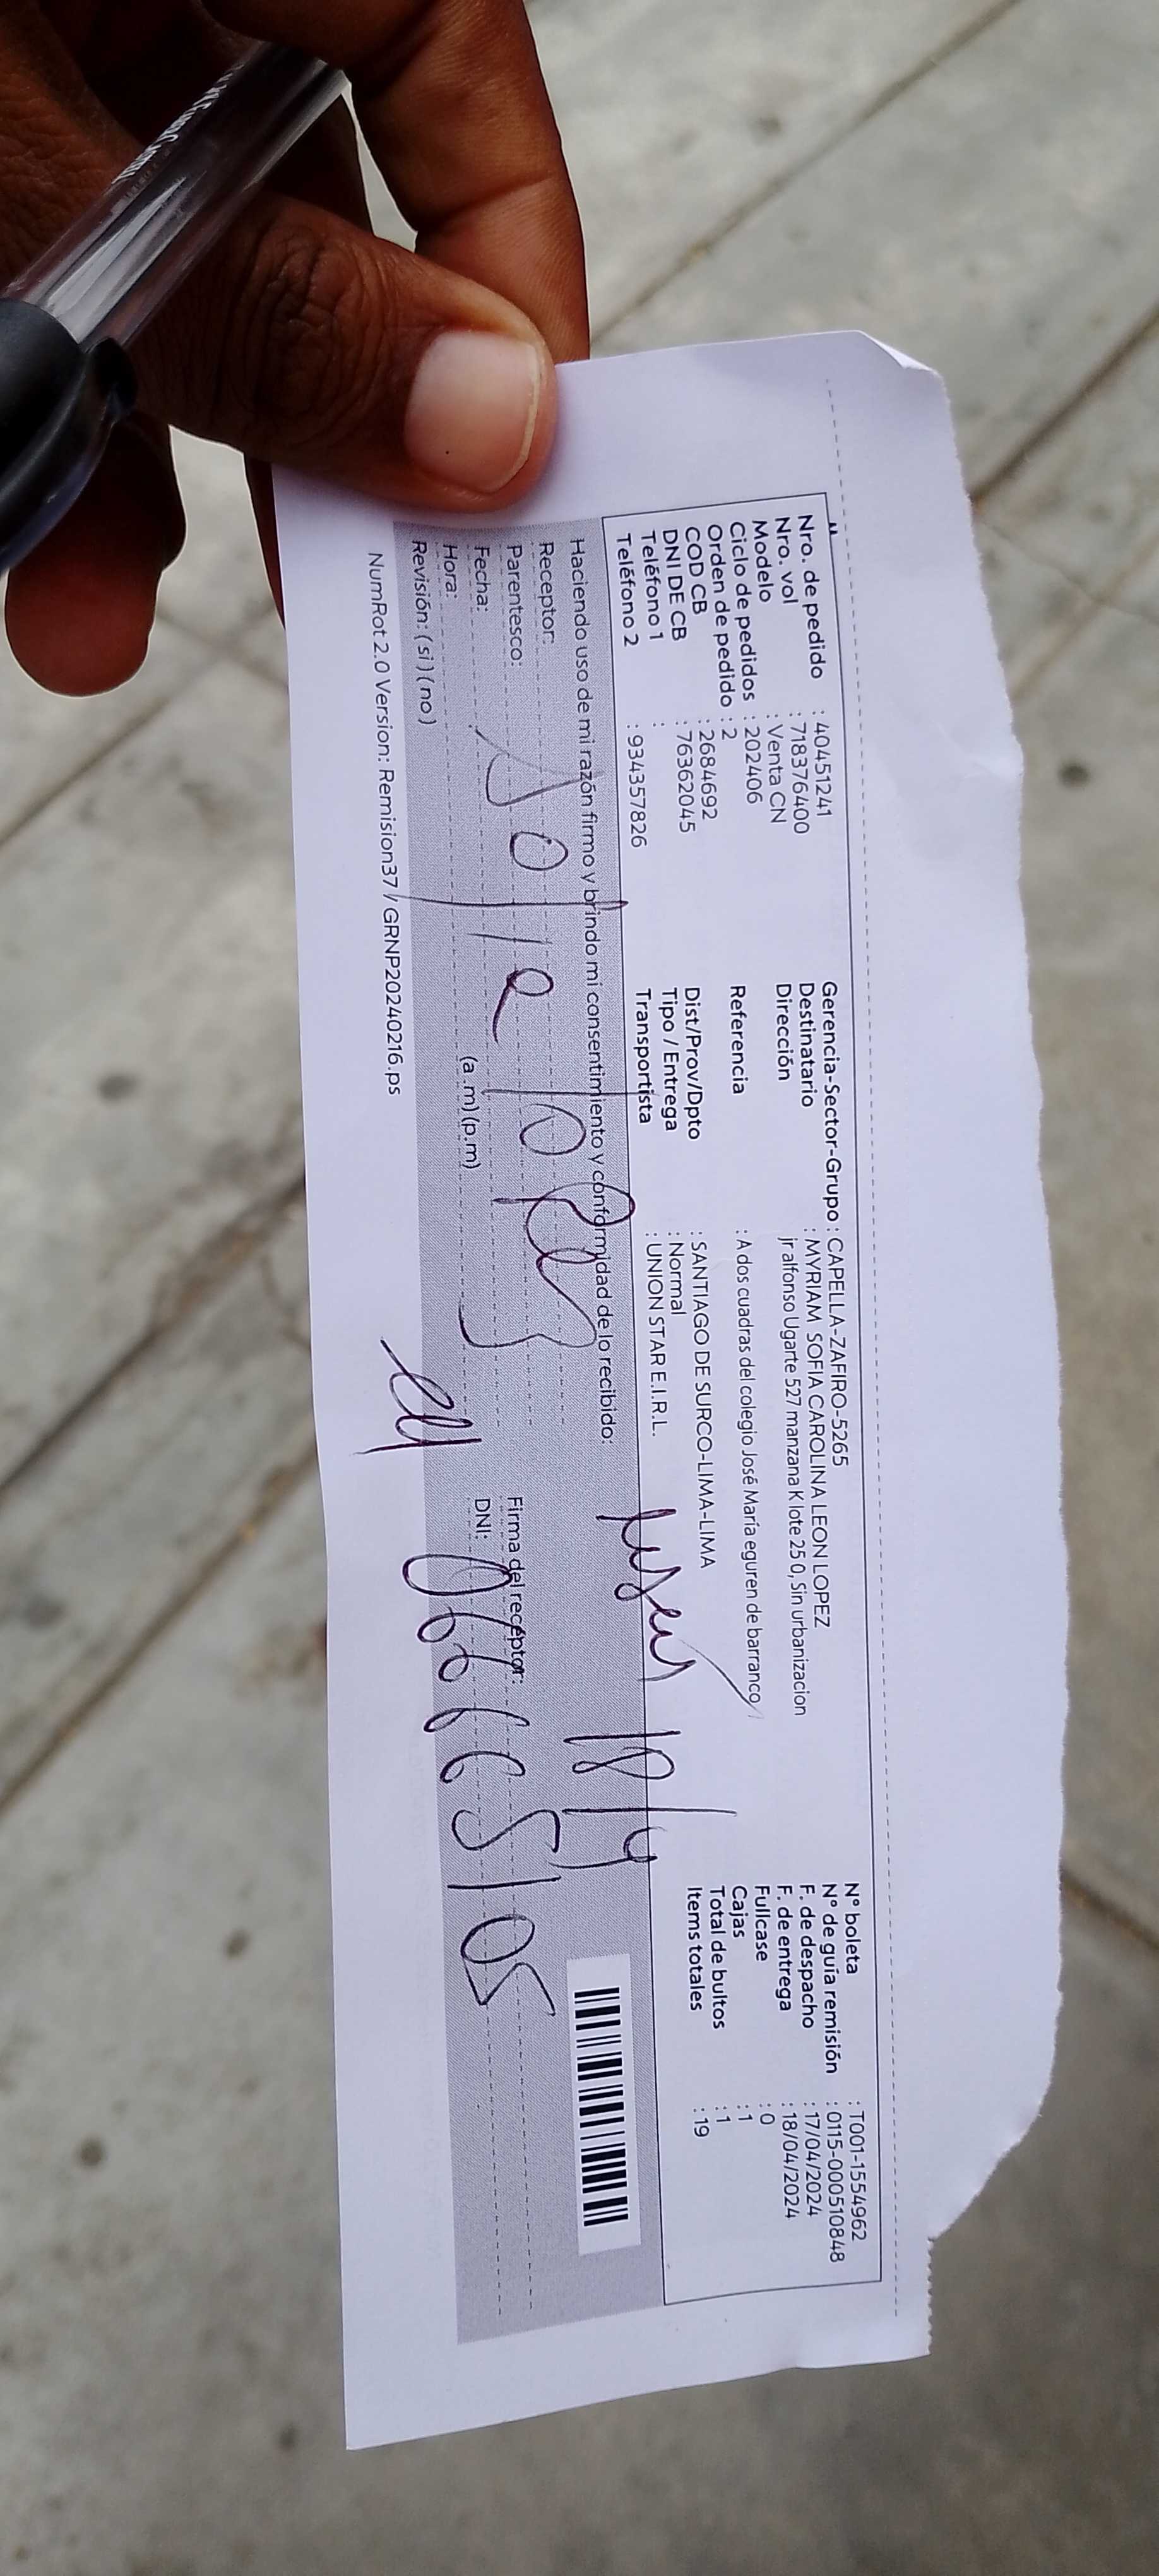 Nro. de pedido : 40451241
Nro. vol : 718376400
Modelo : Venta CN
Ciclo de pedidos : 202406
Orden de pedido : 2
COD CB : 2684692
DNI DE CB : 76362045
Teléfono 1 :
Teléfono 2 : 934357826
Gerencia-Sector-Grupo : CAPELLA-ZAFIRO-5265
Destinatario : MYRIAM SOFIA CAROLINA LEON LOPEZ
Dirección jr alfonso Ugarte 527 manzana K lote 25 0, Sin urbanizacion
Referencia : A dos cuadras del colegio José María eguren de barranco
Dist/Prov/Dpto : SANTIAGO DE SURCO-LIMA-LIMA
Tipo / Entrega : Normal
Transportista : UNION STAR E.I.R.L.
N° boleta : T001-1554962
N° de guía remisión : 0115-000510848
F. de despacho : 17/04/2024
F. de entrega : 18/04/2024
Fullcase : 0
Cajas : 1
Total de bultos : 1
Items totales : 19
Haciendo uso de mi razón firmo y brindo mi consentimiento y conformidad de lo recibido:
18/4
Receptor:
Parentesco:
Fecha:
Hora: (a .m) (p.m)
Revisión: ( si ) ( no )
Firma del receptor:
DNI:
NumRot 2.0 Version: Remision37 / GRNP20240216.ps